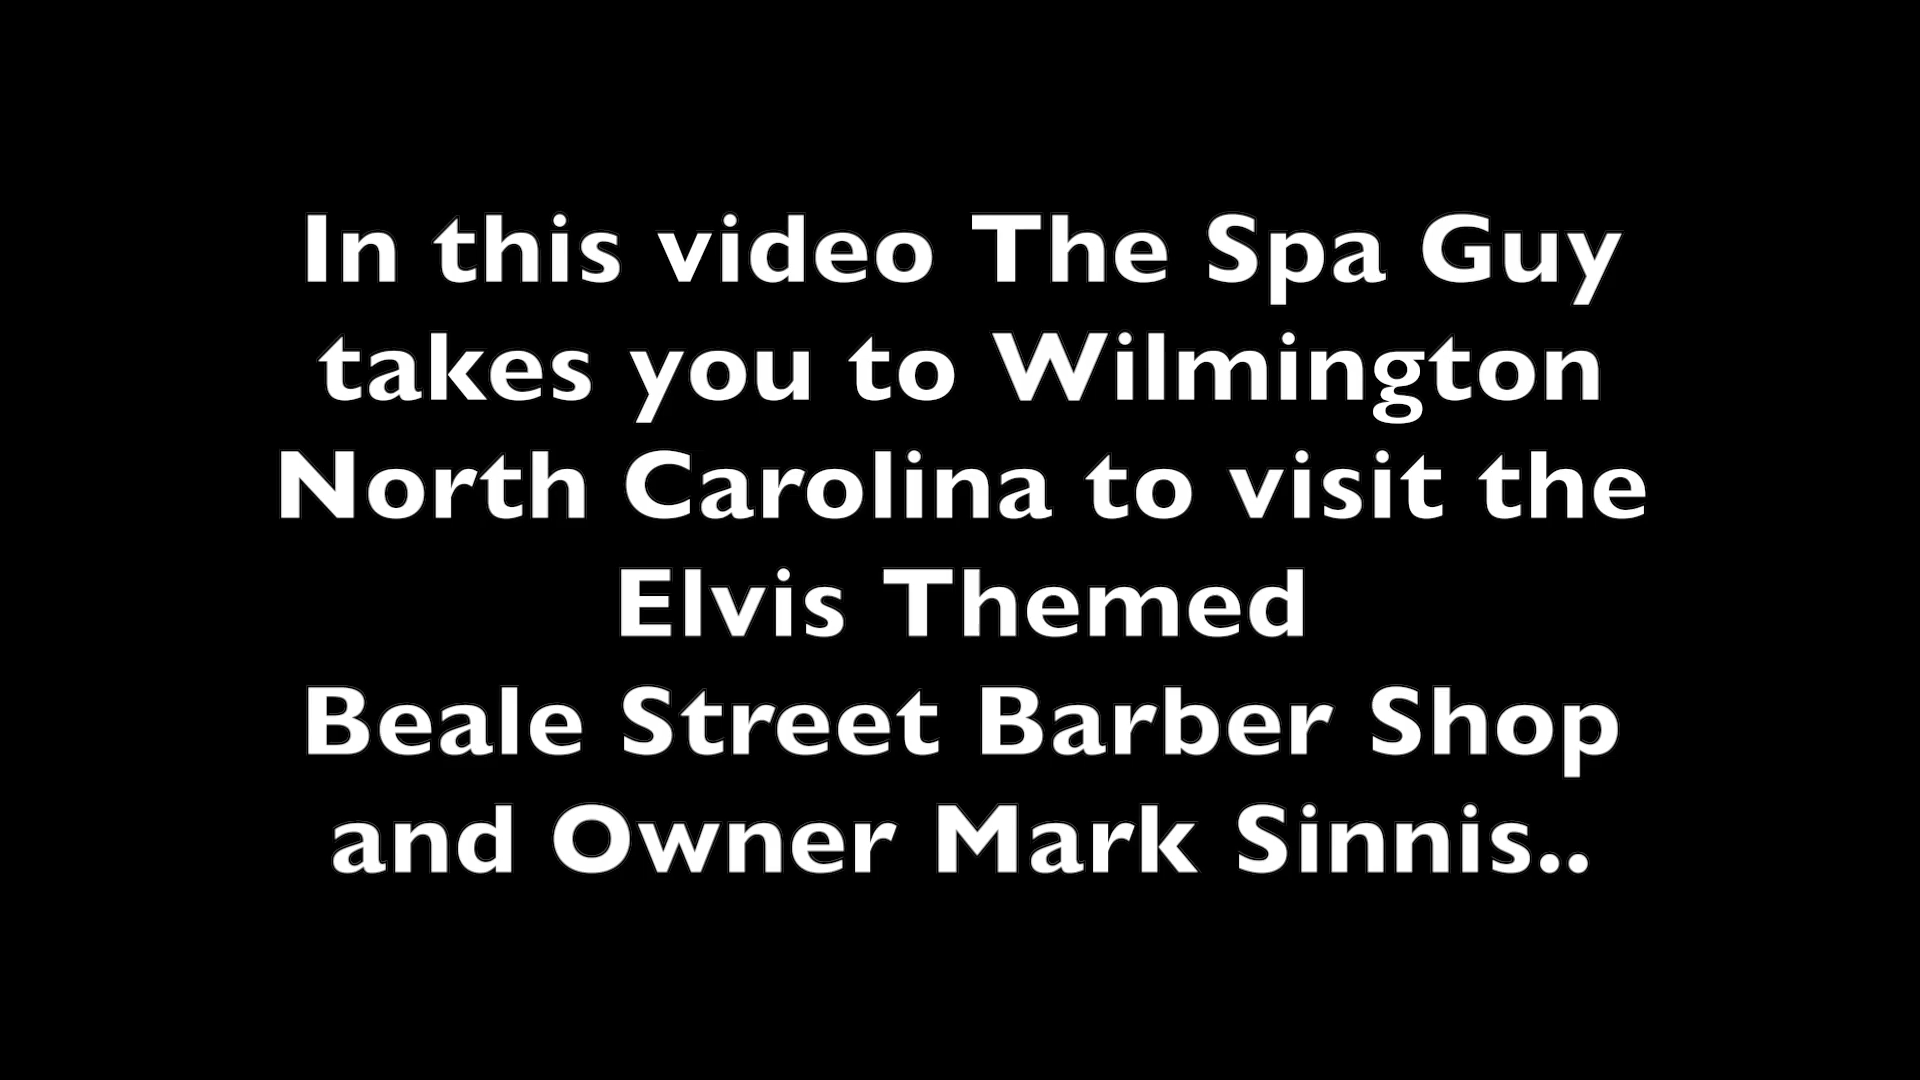 In this video The Spa Guy
takes you to Wilmington
North Carolina to visit the
Elvis Themed
Beale Street Barber Shop
and Owner Mark Sinnis..